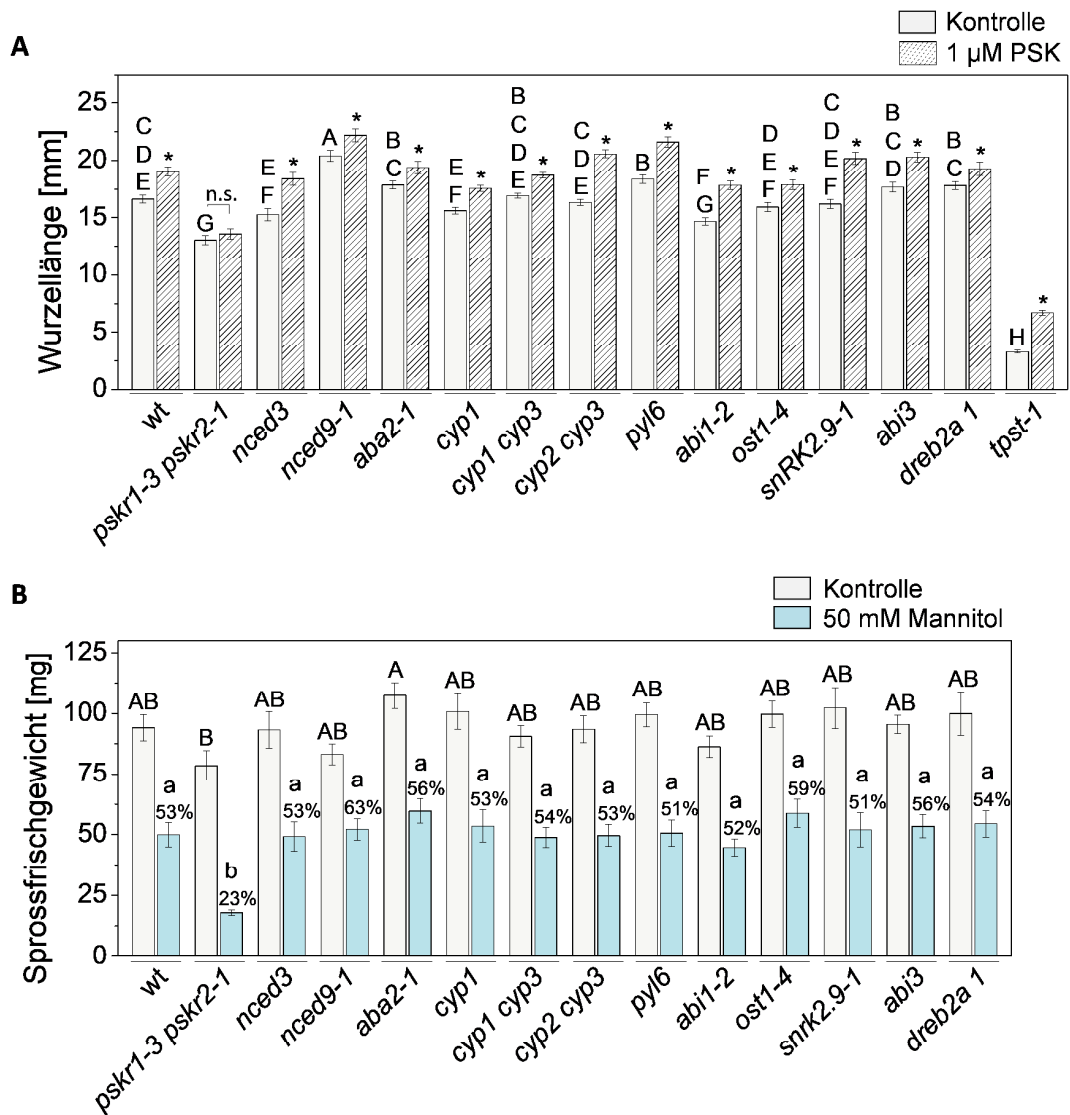 A
Kontrolle
1 µM PSK
Wurzellänge [mm]
25
20
15
10
5
0
C
D
E
*
G
n.s.
E
F
*
A
*
B
C
*
E
F
*
B
C
D
E
*
C
D
E
*
B
*
F
G
*
D
E
F
*
C
D
E
F
*
B
C
D
*
B
C
*
H
*
wt
pskr1-3 pskr2-1
nced3
nced9-1
aba2-1
cyp1
cyp1 cyp3
cyp2 cyp3
pyl6
abi1-2
ost1-4
snRK2.9-1
abi3
dreb2a 1
tpst-1
B
Kontrolle
50 mM Mannitol
Sprossfrischgewicht [mg]
125
100
75
50
25
0
AB
a
53%
B
b
23%
AB
a
53%
AB
a
63%
A
a
56%
AB
a
53%
AB
a
54%
AB
a
53%
AB
a
51%
AB
a
52%
AB
a
59%
AB
a
51%
AB
a
56%
AB
a
54%
wt
pskr1-3 pskr2-1
nced3
nced9-1
aba2-1
cyp1
cyp1 cyp3
cyp2 cyp3
pyl6
abi1-2
ost1-4
snrk2.9-1
abi3
dreb2a 1